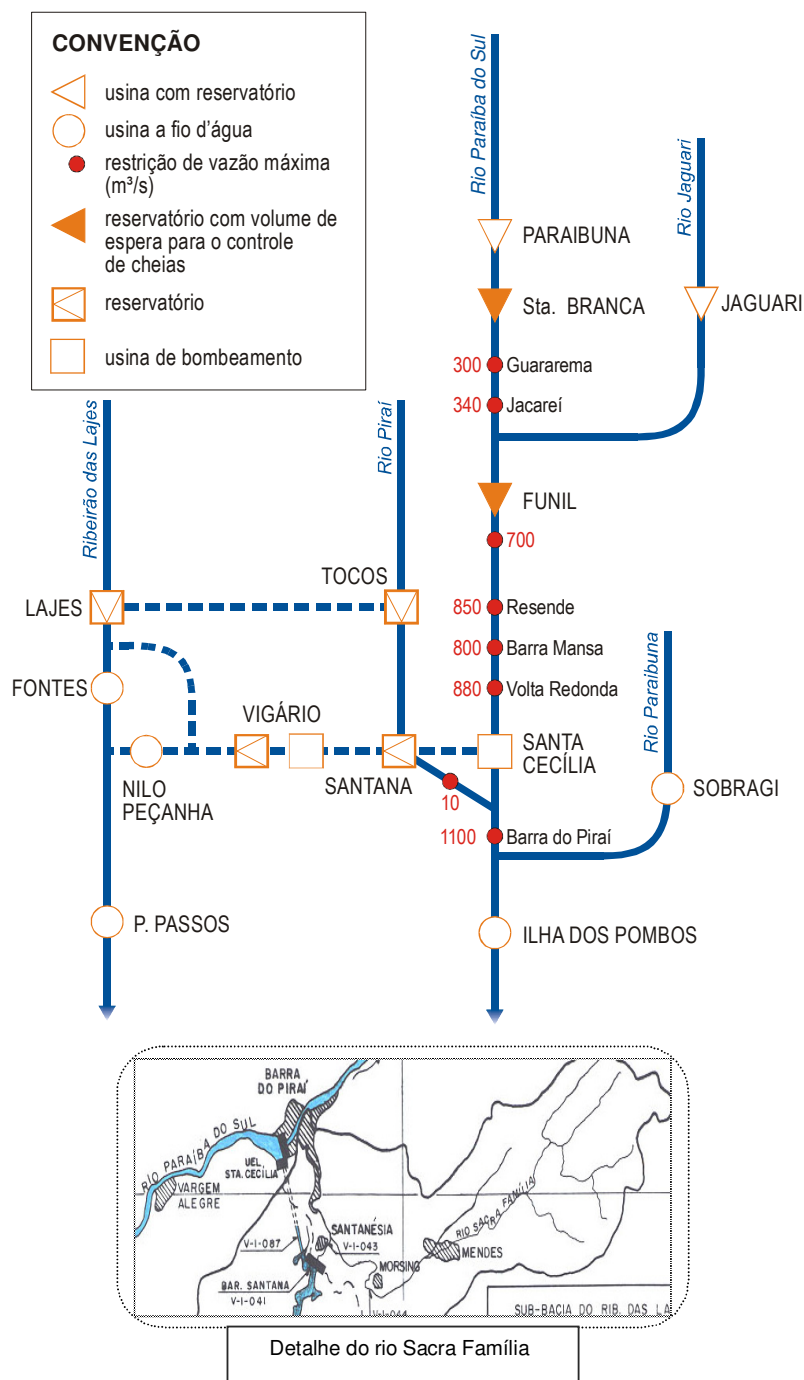 CONVENÇÃO
usina com reservatório
usina a fio d'água
restrição de vazão máxima
(m³/s)
reservatório com volume de
espera para o controle
de cheias
reservatório
usina de bombeamento
Rio Paraíba do Sul
Rio Jaguari
PARAIBUNA
Sta. BRANCA
JAGUARI
300 Guararema
340 Jacareí
Ribeirão das Lajes
Rio Piraí
FUNIL
700
TOCOS
LAJES
850 Resende
800 Barra Mansa
880 Volta Redonda
Rio Paraibuna
FONTES
VIGÁRIO
SANTA
CECÍLIA
NILO
PEÇANHA
SANTANA
SOBRAGI
10
1100 Barra do Piraí
P. PASSOS
ILHA DOS POMBOS
BARRA
DO PIRAÍ
RIO PARAÍBA DO SUL
UEL.
STA. CECÍLIA
VARGEM
ALEGRE
RIO SACRA FAMÍLIA
SANTANÉSIA
V-1-087
V-1-043
MENDES
MORSING
BAR. SANTANA
V-1-041
V-1-044
SUB-BACIA DO RIB. DAS LA
Detalhe do rio Sacra Família